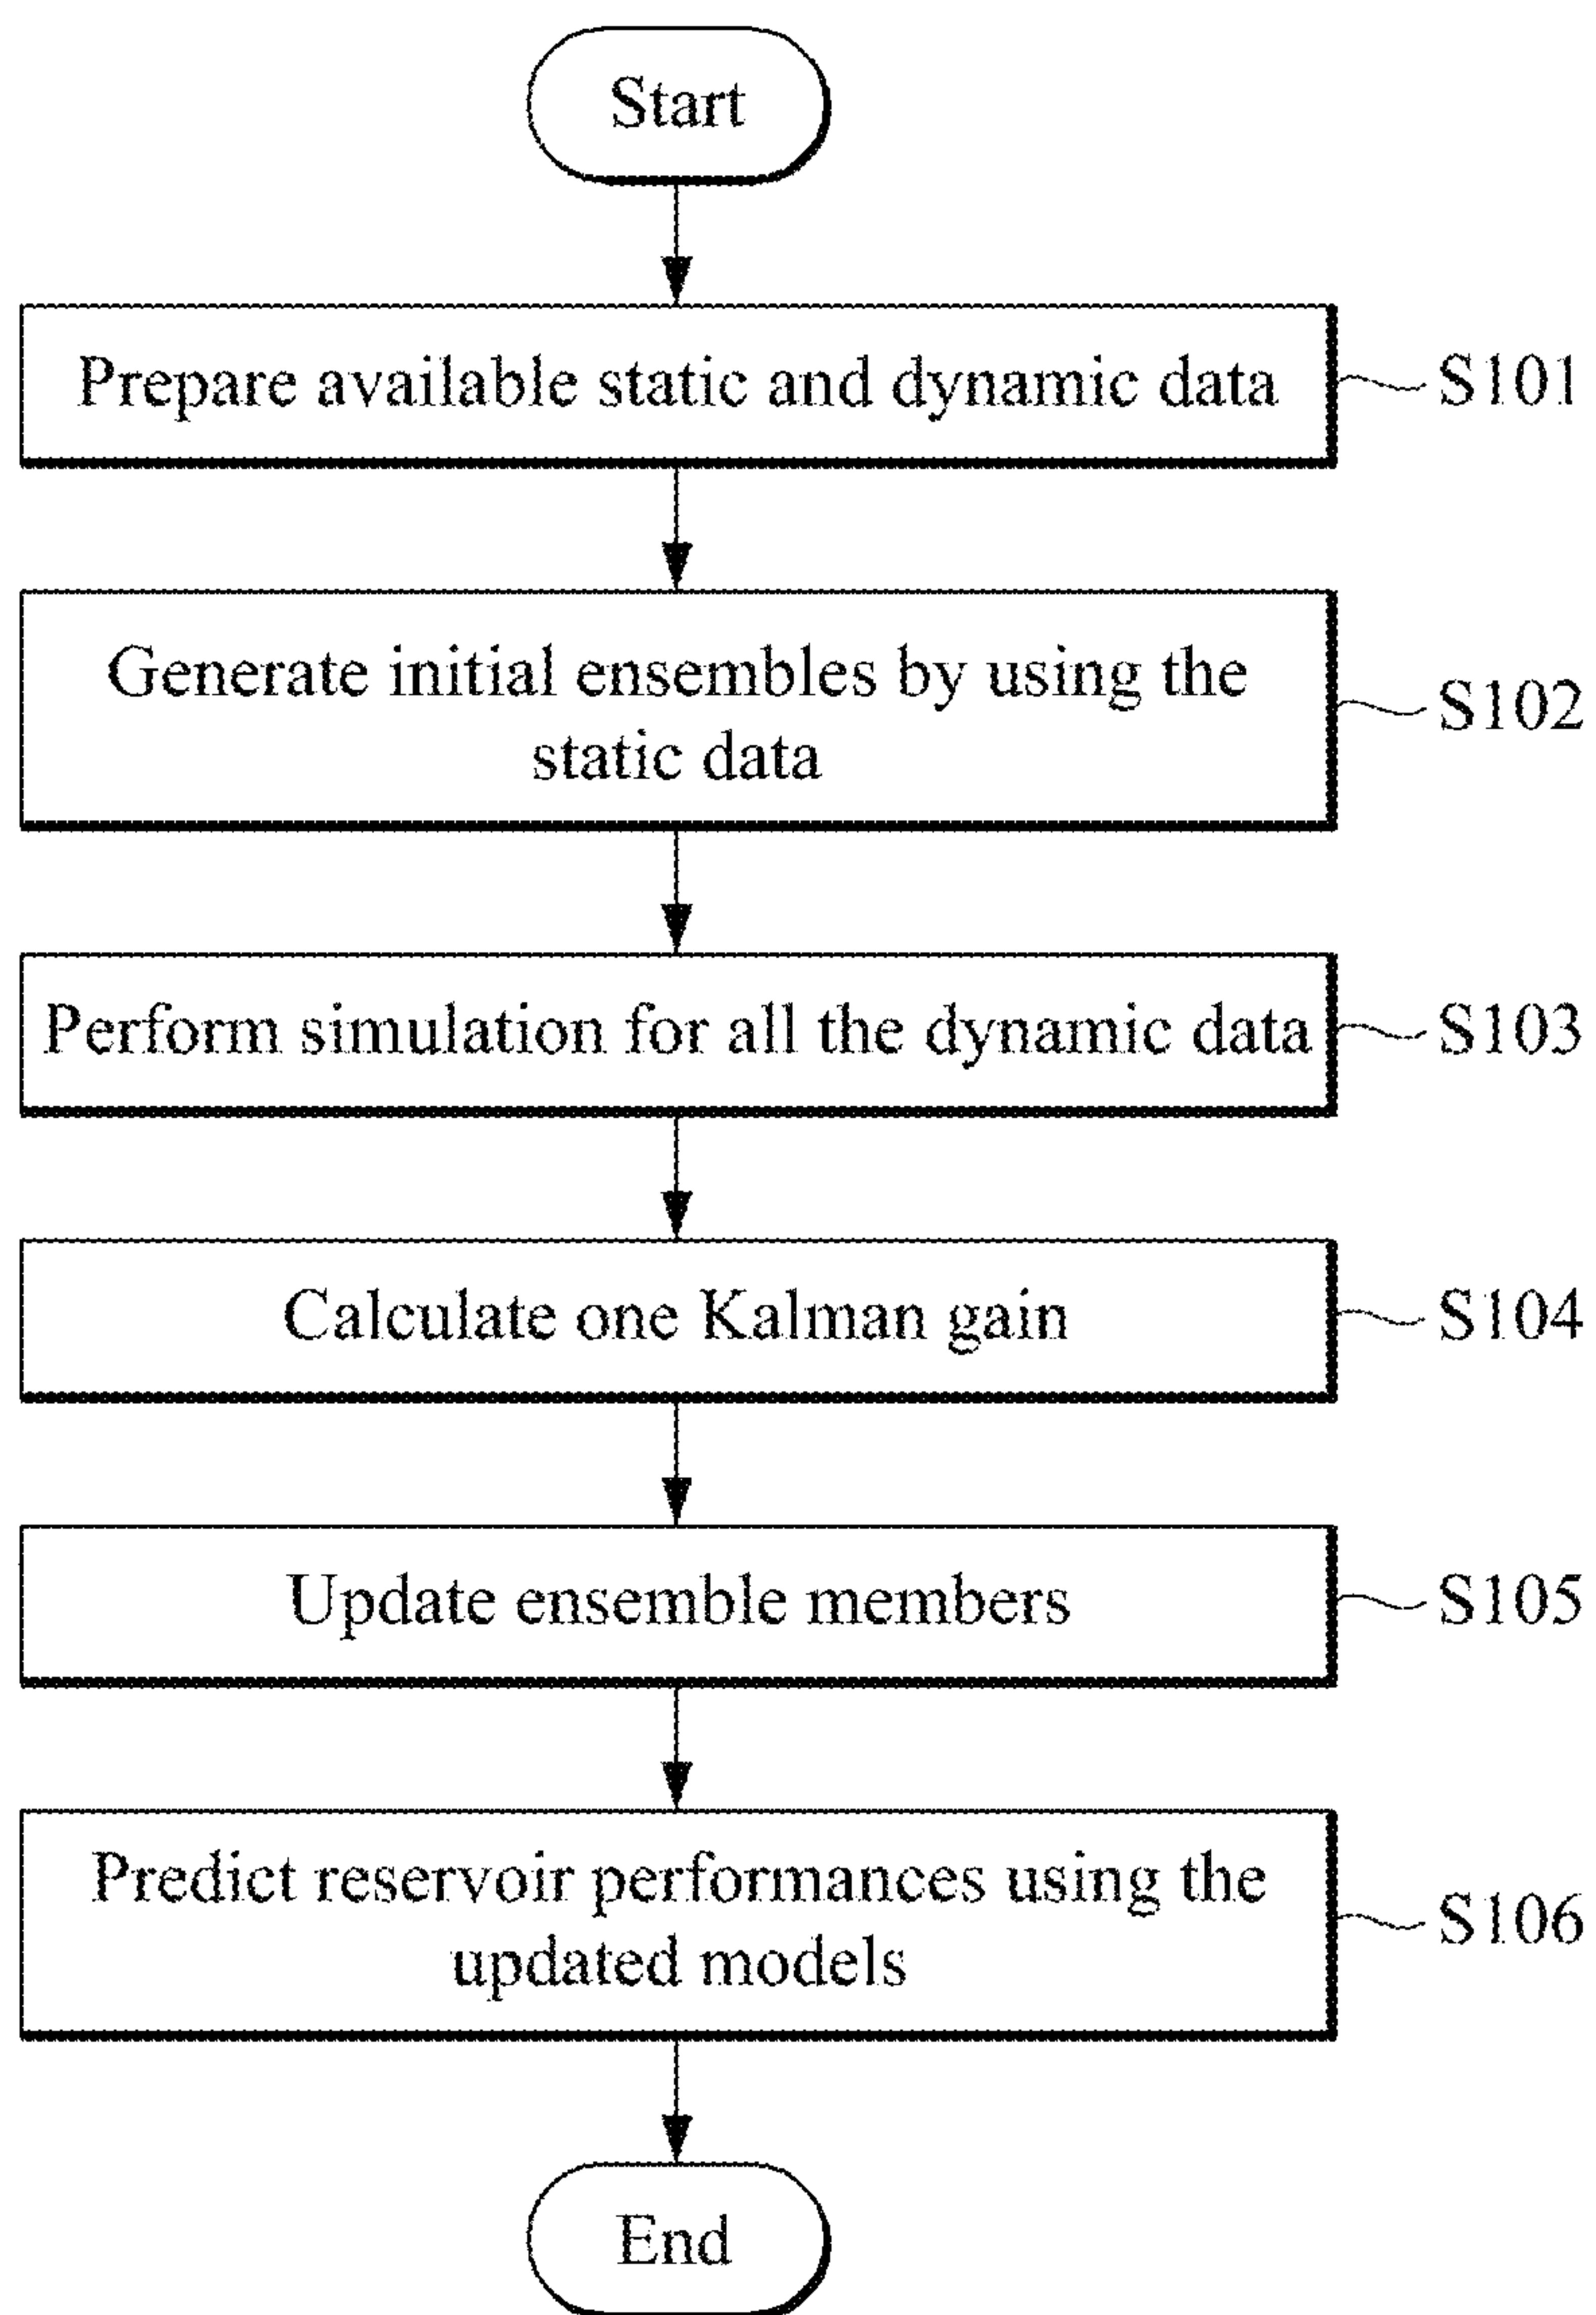 Start
Prepare available static and dynamic data
S101
Generate initial ensembles by using the
static data
S102
Perform simulation for all the dynamic data
S103
Calculate one Kalman gain
S104
Update ensemble members
S105
Predict reservoir performances using the
updated models
S106
End